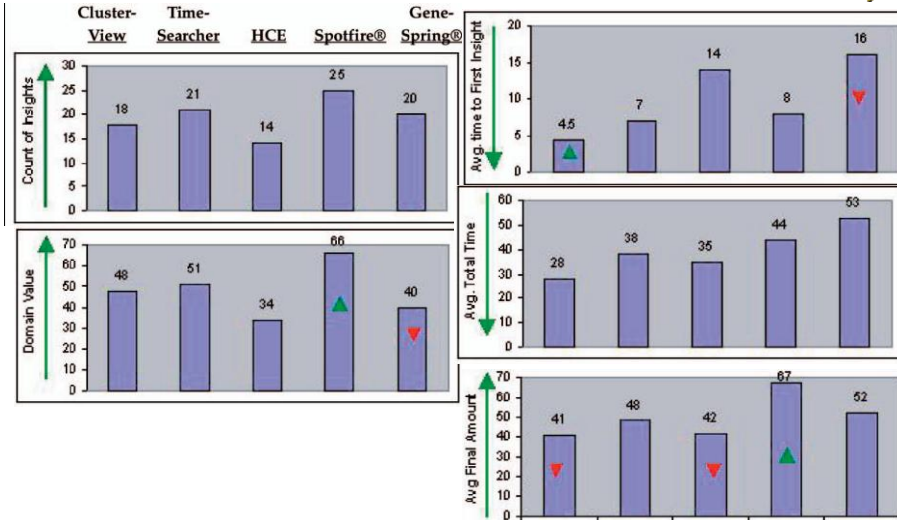 Cluster- Time- Gene-
View Searcher HCE Spotfire® Spring®
Count of Insights
30
25
20
15
10
5
0
18 21 14 25 20
Domain Value
70
60
50
40
30
20
10
0
48 51 34 66 40
Avg. time to First Insight
20
15
10
5
0
4.5 7 14 8 16
Avg. Total Time
60
50
40
30
20
10
0
28 38 35 44 53
Avg Final Amount
70
60
50
40
30
20
10
0
41 48 42 67 52